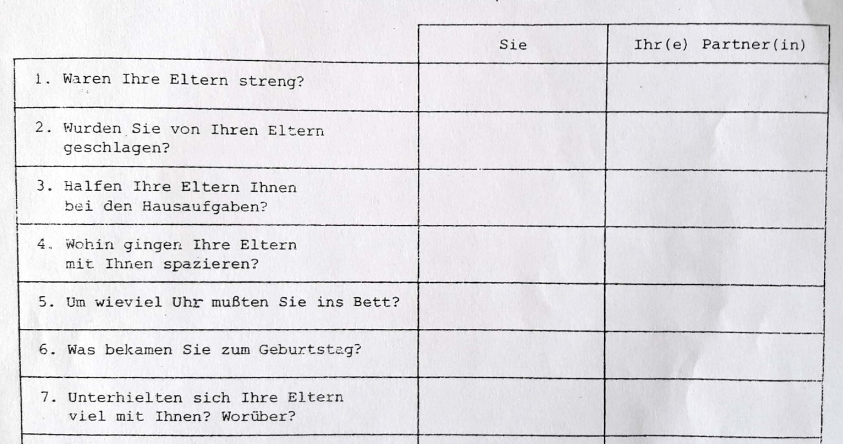 Sie Ihr(e) Partner(in)
1. Waren Ihre Eltern streng?
2. Wurden Sie von Ihren Eltern
geschlagen?
3. Halfen Ihre Eltern Ihnen
bei den Hausaufgaben?
4. Wohin gingen Ihre Eltern
mit Ihnen spazieren?
5. Um wieviel Uhr mußten Sie ins Bett?
6. Was bekamen Sie zum Geburtstag?
7. Unterhielten sich Ihre Eltern
viel mit Ihnen? Worüber?